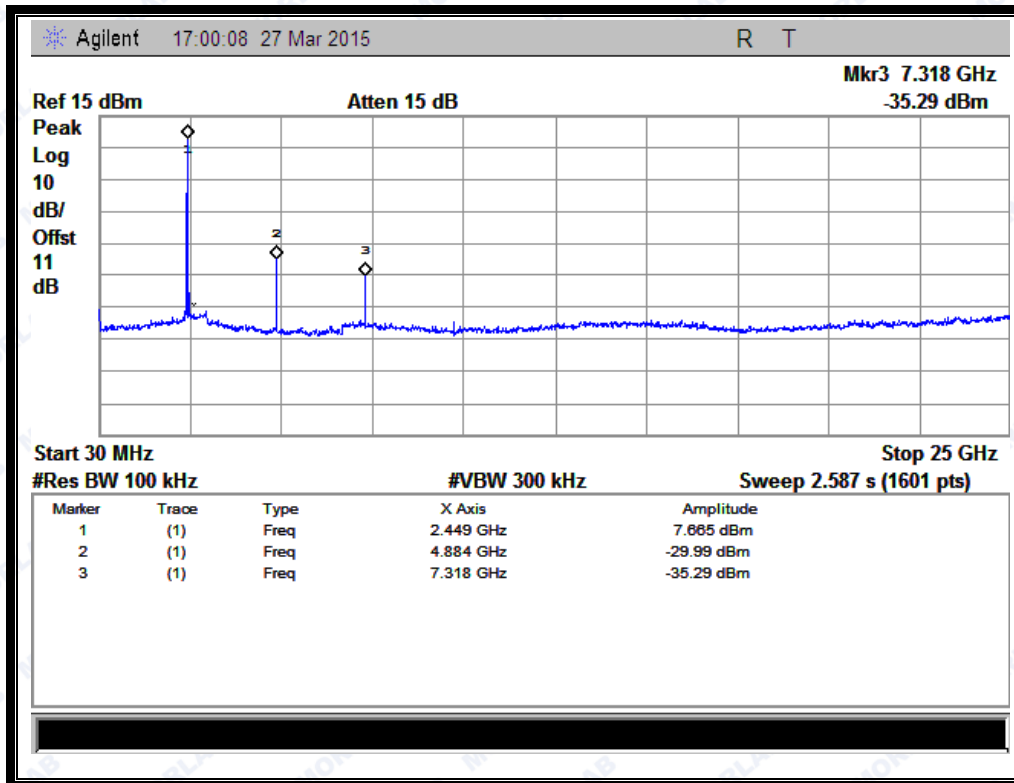 Agilent 17:00:08 27 Mar 2015 R T
Mkr3 7.318 GHz
Ref 15 dBm Atten 15 dB -35.29 dBm
Peak
Log
10
dB/
Offst
11
dB
1
2
3
Start 30 MHz Stop 25 GHz
#Res BW 100 kHz #VBW 300 kHz Sweep 2.587 s (1601 pts)
Marker Trace Type X Axis Amplitude
1 (1) Freq 2.449 GHz 7.665 dBm
2 (1) Freq 4.884 GHz -29.99 dBm
3 (1) Freq 7.318 GHz -35.29 dBm